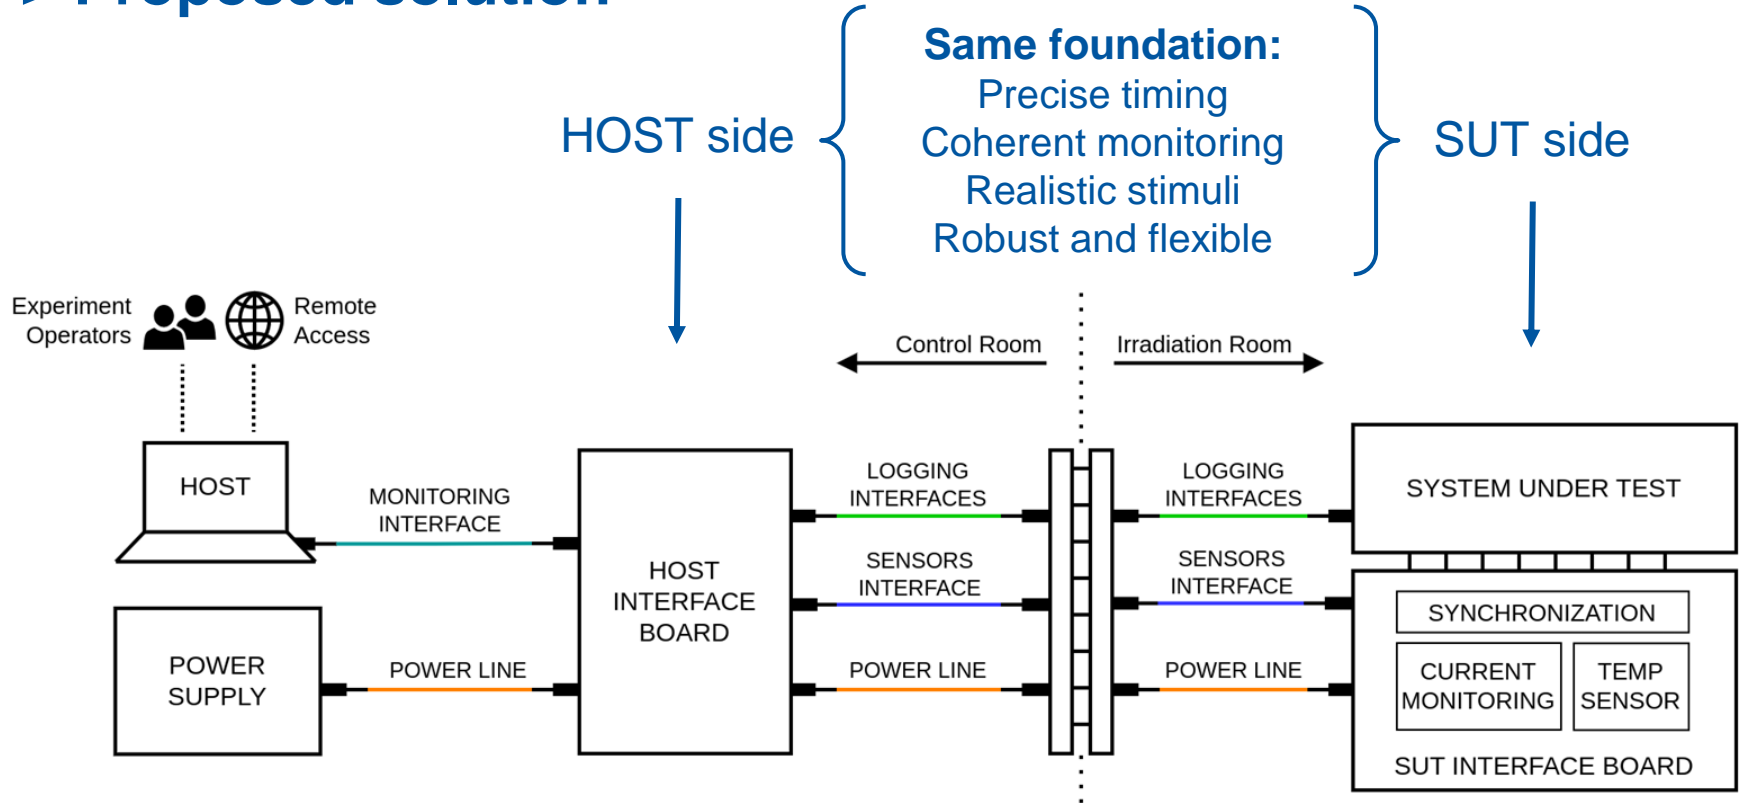 Proposed solution
Same foundation:
Precise timing
Coherent monitoring
Realistic stimuli
Robust and flexible
HOST side
SUT side
Experiment
Operators
Remote
Access
Control Room
Irradiation Room
HOST
MONITORING
INTERFACE
POWER
SUPPLY
POWER LINE
HOST
INTERFACE
BOARD
LOGGING
INTERFACES
SENSORS
INTERFACE
POWER LINE
LOGGING
INTERFACES
SENSORS
INTERFACE
POWER LINE
SYSTEM UNDER TEST
SYNCHRONIZATION
CURRENT
MONITORING
TEMP
SENSOR
SUT INTERFACE BOARD